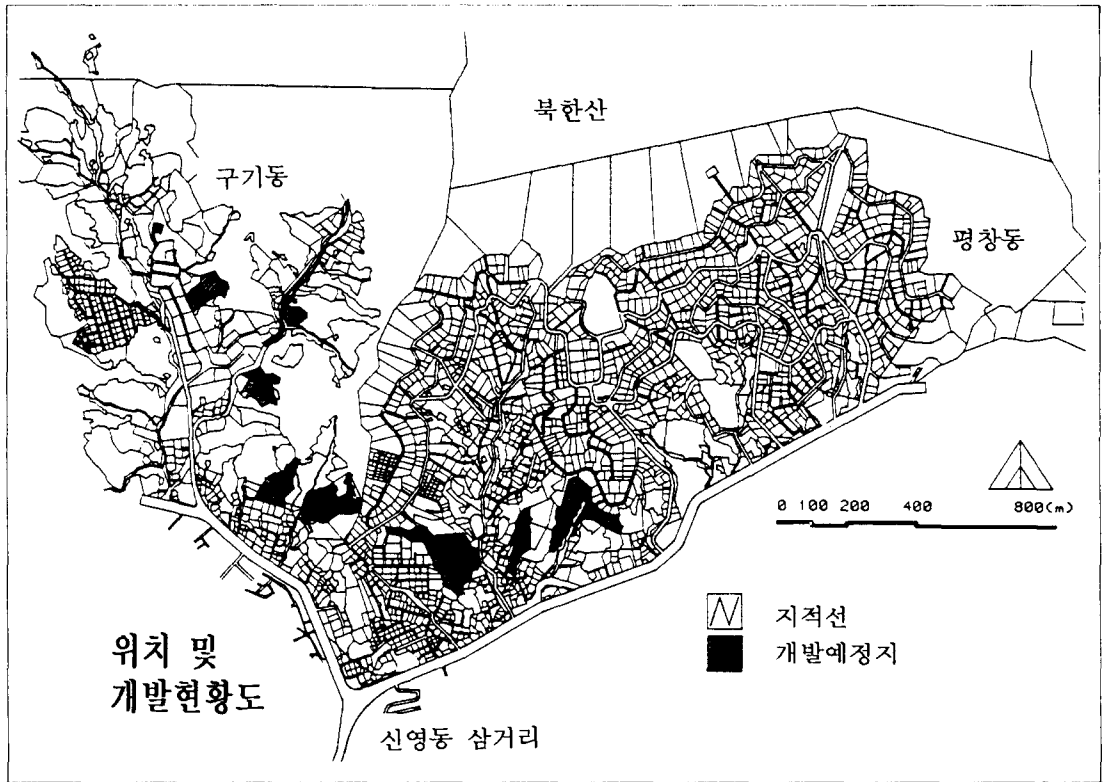 북한산
구기동
평창동
0 100 200 400 800(m)
지적선
개발예정지
위치 및
개발현황도
신영동 삼거리